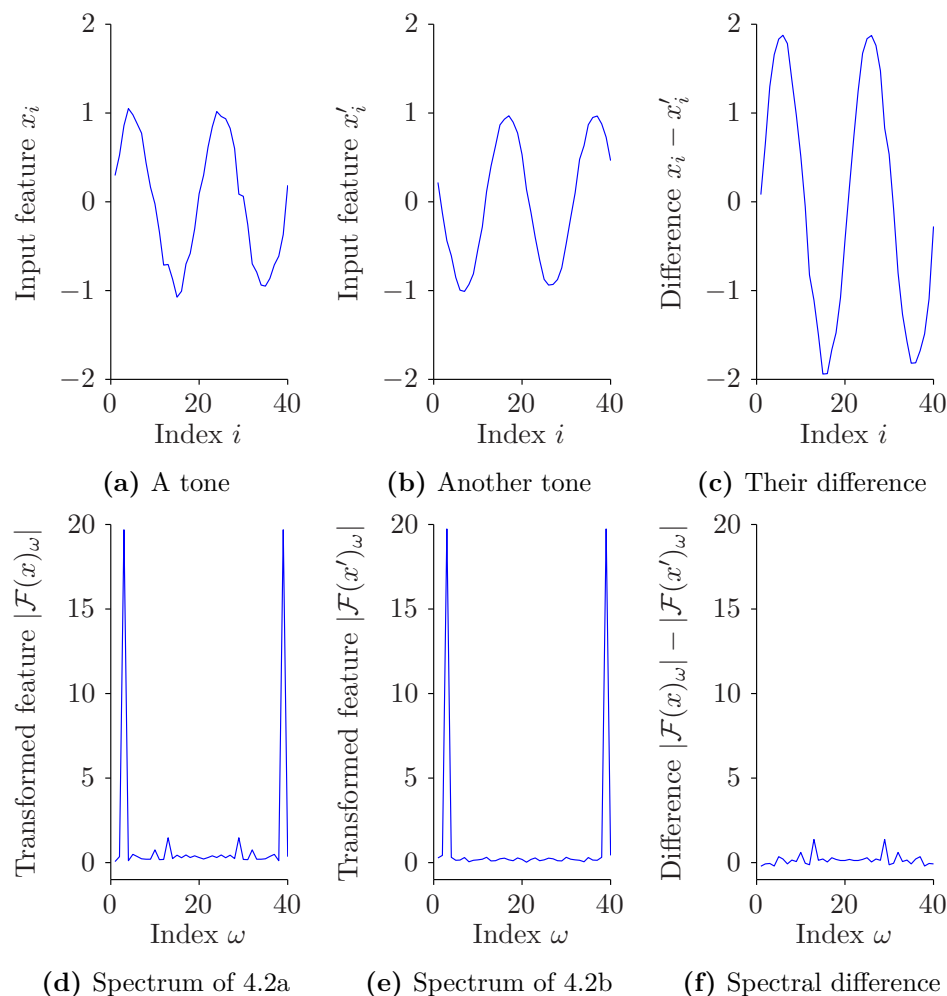 2
1
0
−1
−2
0
20
40
Input feature x_i
Index i
(a) A tone
2
1
0
−1
−2
0
20
40
Input feature x′_i
Index i
(b) Another tone
2
1
0
−1
−2
0
20
40
Difference x_i − x′_i
Index i
(c) Their difference
20
15
10
5
0
0
20
40
Transformed feature |ℱ(x)_ω|
Index ω
(d) Spectrum of 4.2a
20
15
10
5
0
0
20
40
Transformed feature |ℱ(x′)_ω|
Index ω
(e) Spectrum of 4.2b
20
15
10
5
0
0
20
40
Difference |ℱ(x)_ω| − |ℱ(x′)_ω|
Index ω
(f) Spectral difference